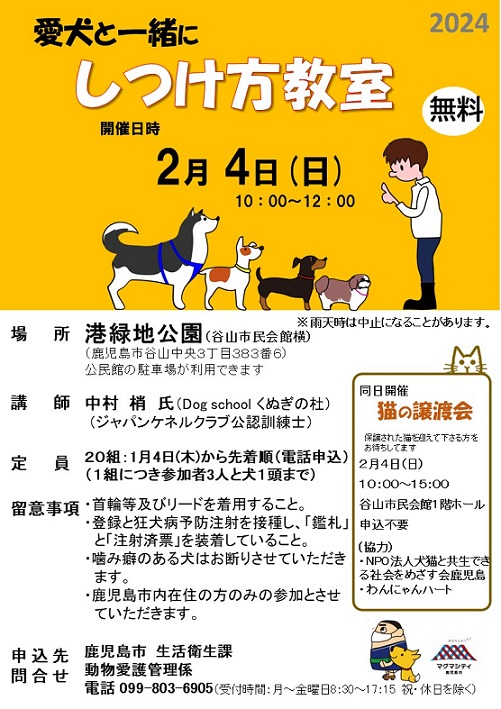 2024
愛犬と一緒に
しつけ方教室
無料
開催日時
2月 4日(日)
10：00～12：00
※雨天時は中止になることがあります。
場 所 港緑地公園(谷山市民会館横)
(鹿児島市谷山中央3丁目383番6)
公民館の駐車場が利用できます
講 師 中村 梢 氏(Dog school くぬぎの杜)
(ジャパンケネルクラブ公認訓練士)
定 員 20組：1月4日(木)から先着順(電話申込)
(1組につき参加者3人と犬1頭まで)
留意事項 ・首輪等及びリードを着用すること。
・登録と狂犬病予防注射を接種し、「鑑札」
と「注射済票」を装着していること。
・噛み癖のある犬はお断りさせていただき
ます。
・鹿児島市内在住の方のみの参加とさせ
ていただきます。
同日開催
猫の譲渡会
保護された猫を迎えて下さる方を
お待ちしてます
2月4日(日)
10：00～15：00
谷山市民会館1階ホール
申込不要
(協力)
・NPO法人犬猫と共生でき
る社会をめざす会鹿児島
・わんにゃんハート
申込先 鹿児島市 生活衛生課
問合せ 動物愛護管理係
電話 099-803-6905(受付時間：月～金曜日8:30～17:15 祝・休日を除く)
マグマシティ
鹿児島市